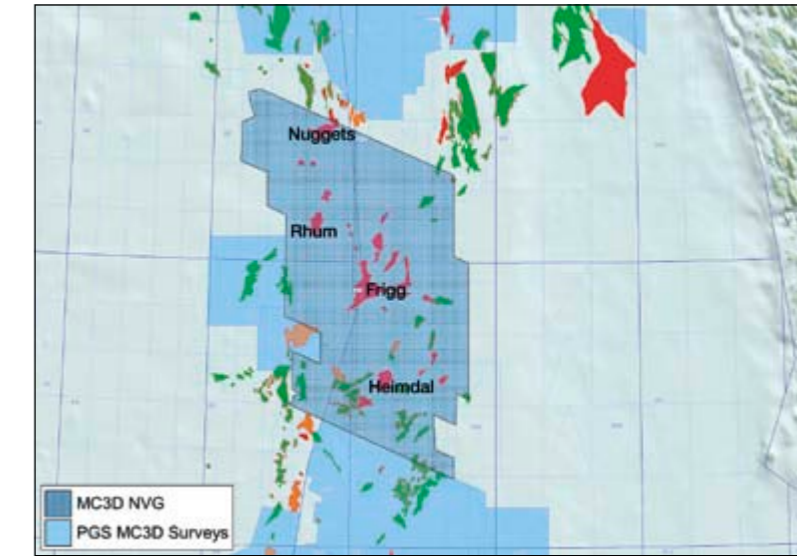 Nuggets
Rhum
Frigg
Heimdal
MC3D NVG
PGS MC3D Surveys